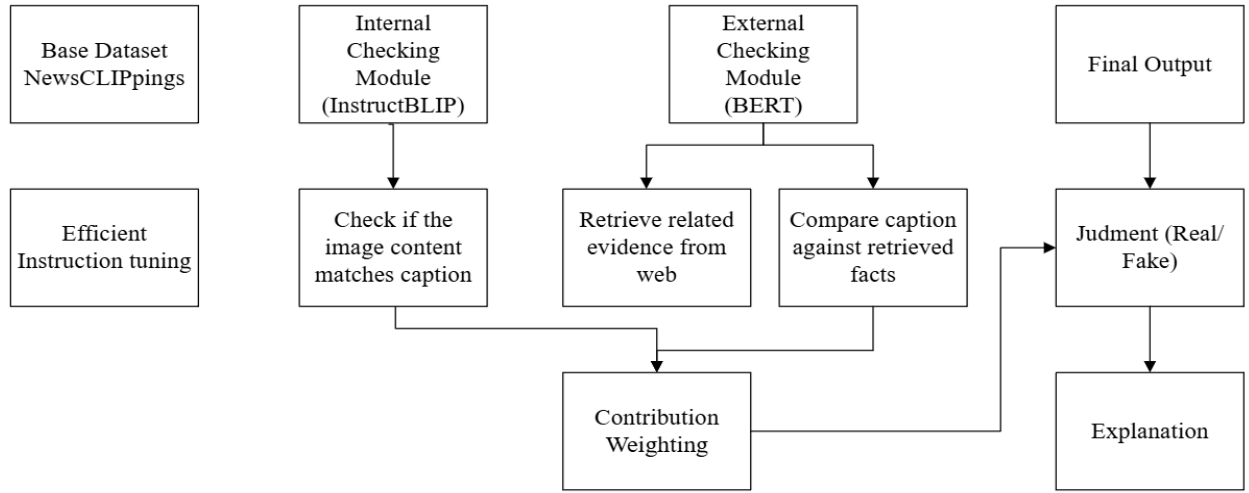 Base Dataset
NewsCLIPpings
Internal
Checking
Module
(InstructBLIP)
External
Checking
Module
(BERT)
Final Output
Efficient
Instruction tuning
Check if the
image content
matches caption
Retrieve related
evidence from
web
Compare caption
against retrieved
facts
Judgment (Real/
Fake)
Contribution
Weighting
Explanation